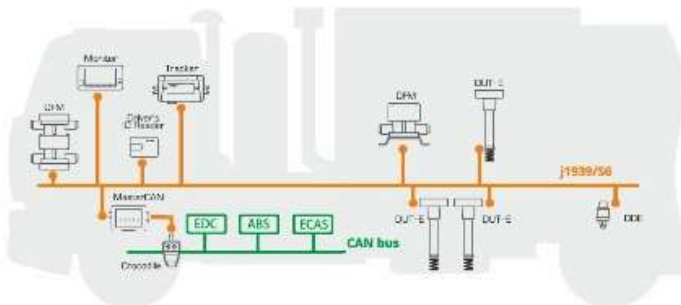 Monitor
Tracker
DFM
Driver's
ID Reader
DFM
DUT-E
j1939/S6
MasterCAN
DUT-E
DUT-E
DDE
EDC
ABS
ECAS
CAN bus
Crocodile